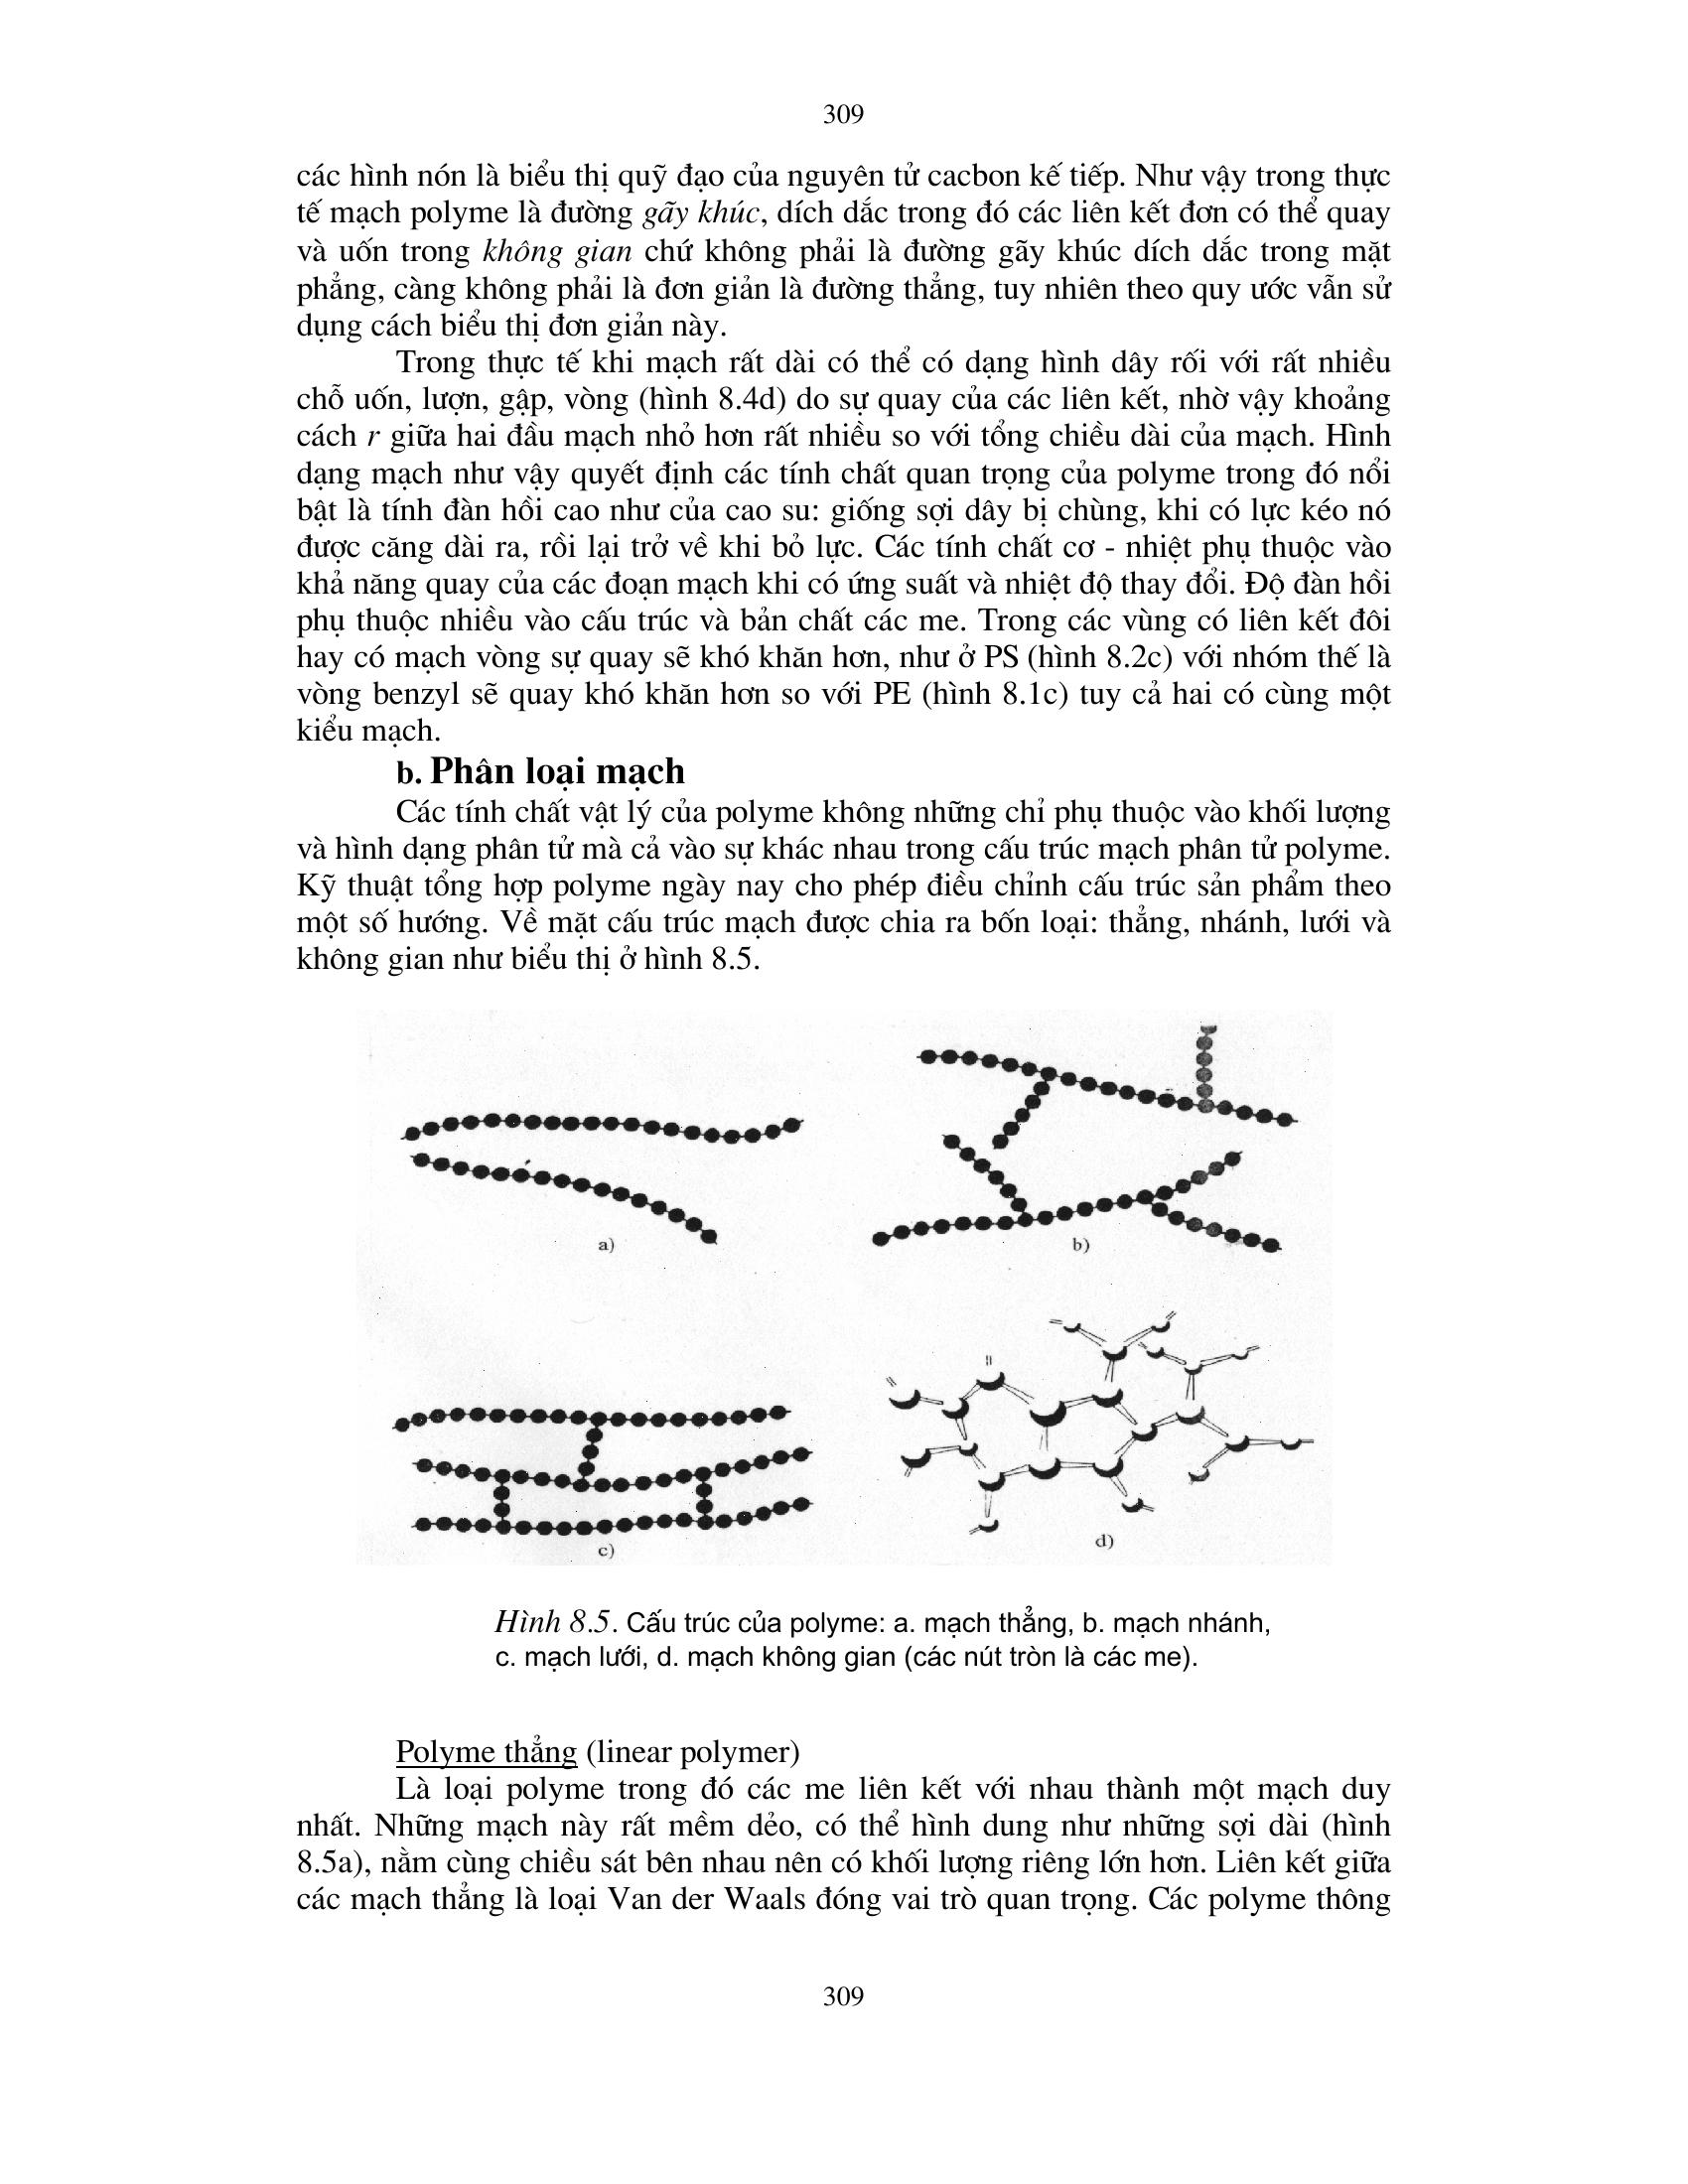 309
các hình nón là biểu thị quỹ đạo của nguyên tử cacbon kế tiếp. Như vậy trong thực
tế mạch polyme là đường gãy khúc, dích dắc trong đó các liên kết đơn có thể quay
và uốn trong không gian chứ không phải là đường gãy khúc dích dắc trong mặt
phẳng, càng không phải là đơn giản là đường thẳng, tuy nhiên theo quy ước vẫn sử
dụng cách biểu thị đơn giản này.
Trong thực tế khi mạch rất dài có thể có dạng hình dây rối với rất nhiều
chỗ uốn, lượn, gập, vòng (hình 8.4d) do sự quay của các liên kết, nhờ vậy khoảng
cách r giữa hai đầu mạch nhỏ hơn rất nhiều so với tổng chiều dài của mạch. Hình
dạng mạch như vậy quyết định các tính chất quan trọng của polyme trong đó nổi
bật là tính đàn hồi cao như của cao su: giống sợi dây bị chùng, khi có lực kéo nó
được căng dài ra, rồi lại trở về khi bỏ lực. Các tính chất cơ - nhiệt phụ thuộc vào
khả năng quay của các đoạn mạch khi có ứng suất và nhiệt độ thay đổi. Độ đàn hồi
phụ thuộc nhiều vào cấu trúc và bản chất các me. Trong các vùng có liên kết đôi
hay có mạch vòng sự quay sẽ khó khăn hơn, như ở PS (hình 8.2c) với nhóm thế là
vòng benzyl sẽ quay khó khăn hơn so với PE (hình 8.1c) tuy cả hai có cùng một
kiểu mạch.
b. Phân loại mạch
Các tính chất vật lý của polyme không những chỉ phụ thuộc vào khối lượng
và hình dạng phân tử mà cả vào sự khác nhau trong cấu trúc mạch phân tử polyme.
Kỹ thuật tổng hợp polyme ngày nay cho phép điều chỉnh cấu trúc sản phẩm theo
một số hướng. Về mặt cấu trúc mạch được chia ra bốn loại: thẳng, nhánh, lưới và
không gian như biểu thị ở hình 8.5.
a)
b)
c)
d)
Hình 8.5. Cấu trúc của polyme: a. mạch thẳng, b. mạch nhánh,
c. mạch lưới, d. mạch không gian (các nút tròn là các me).
Polyme thẳng (linear polymer)
Là loại polyme trong đó các me liên kết với nhau thành một mạch duy
nhất. Những mạch này rất mềm dẻo, có thể hình dung như những sợi dài (hình
8.5a), nằm cùng chiều sát bên nhau nên có khối lượng riêng lớn hơn. Liên kết giữa
các mạch thẳng là loại Van der Waals đóng vai trò quan trọng. Các polyme thông
309